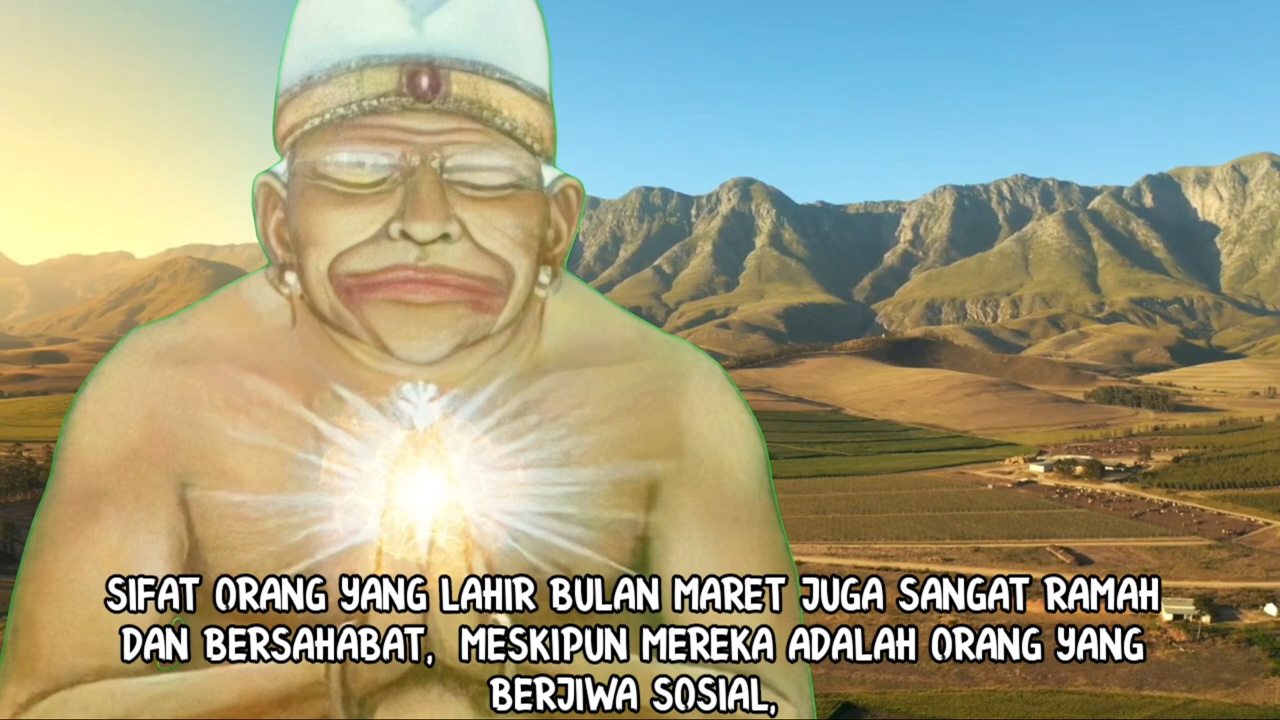 SIFAT ORANG YANG LAHIR BULAN MARET JUGA SANGAT RAMAH
DAN BERSAHABAT, MESKIPUN MEREKA ADALAH ORANG YANG
BERJIWA SOSIAL,